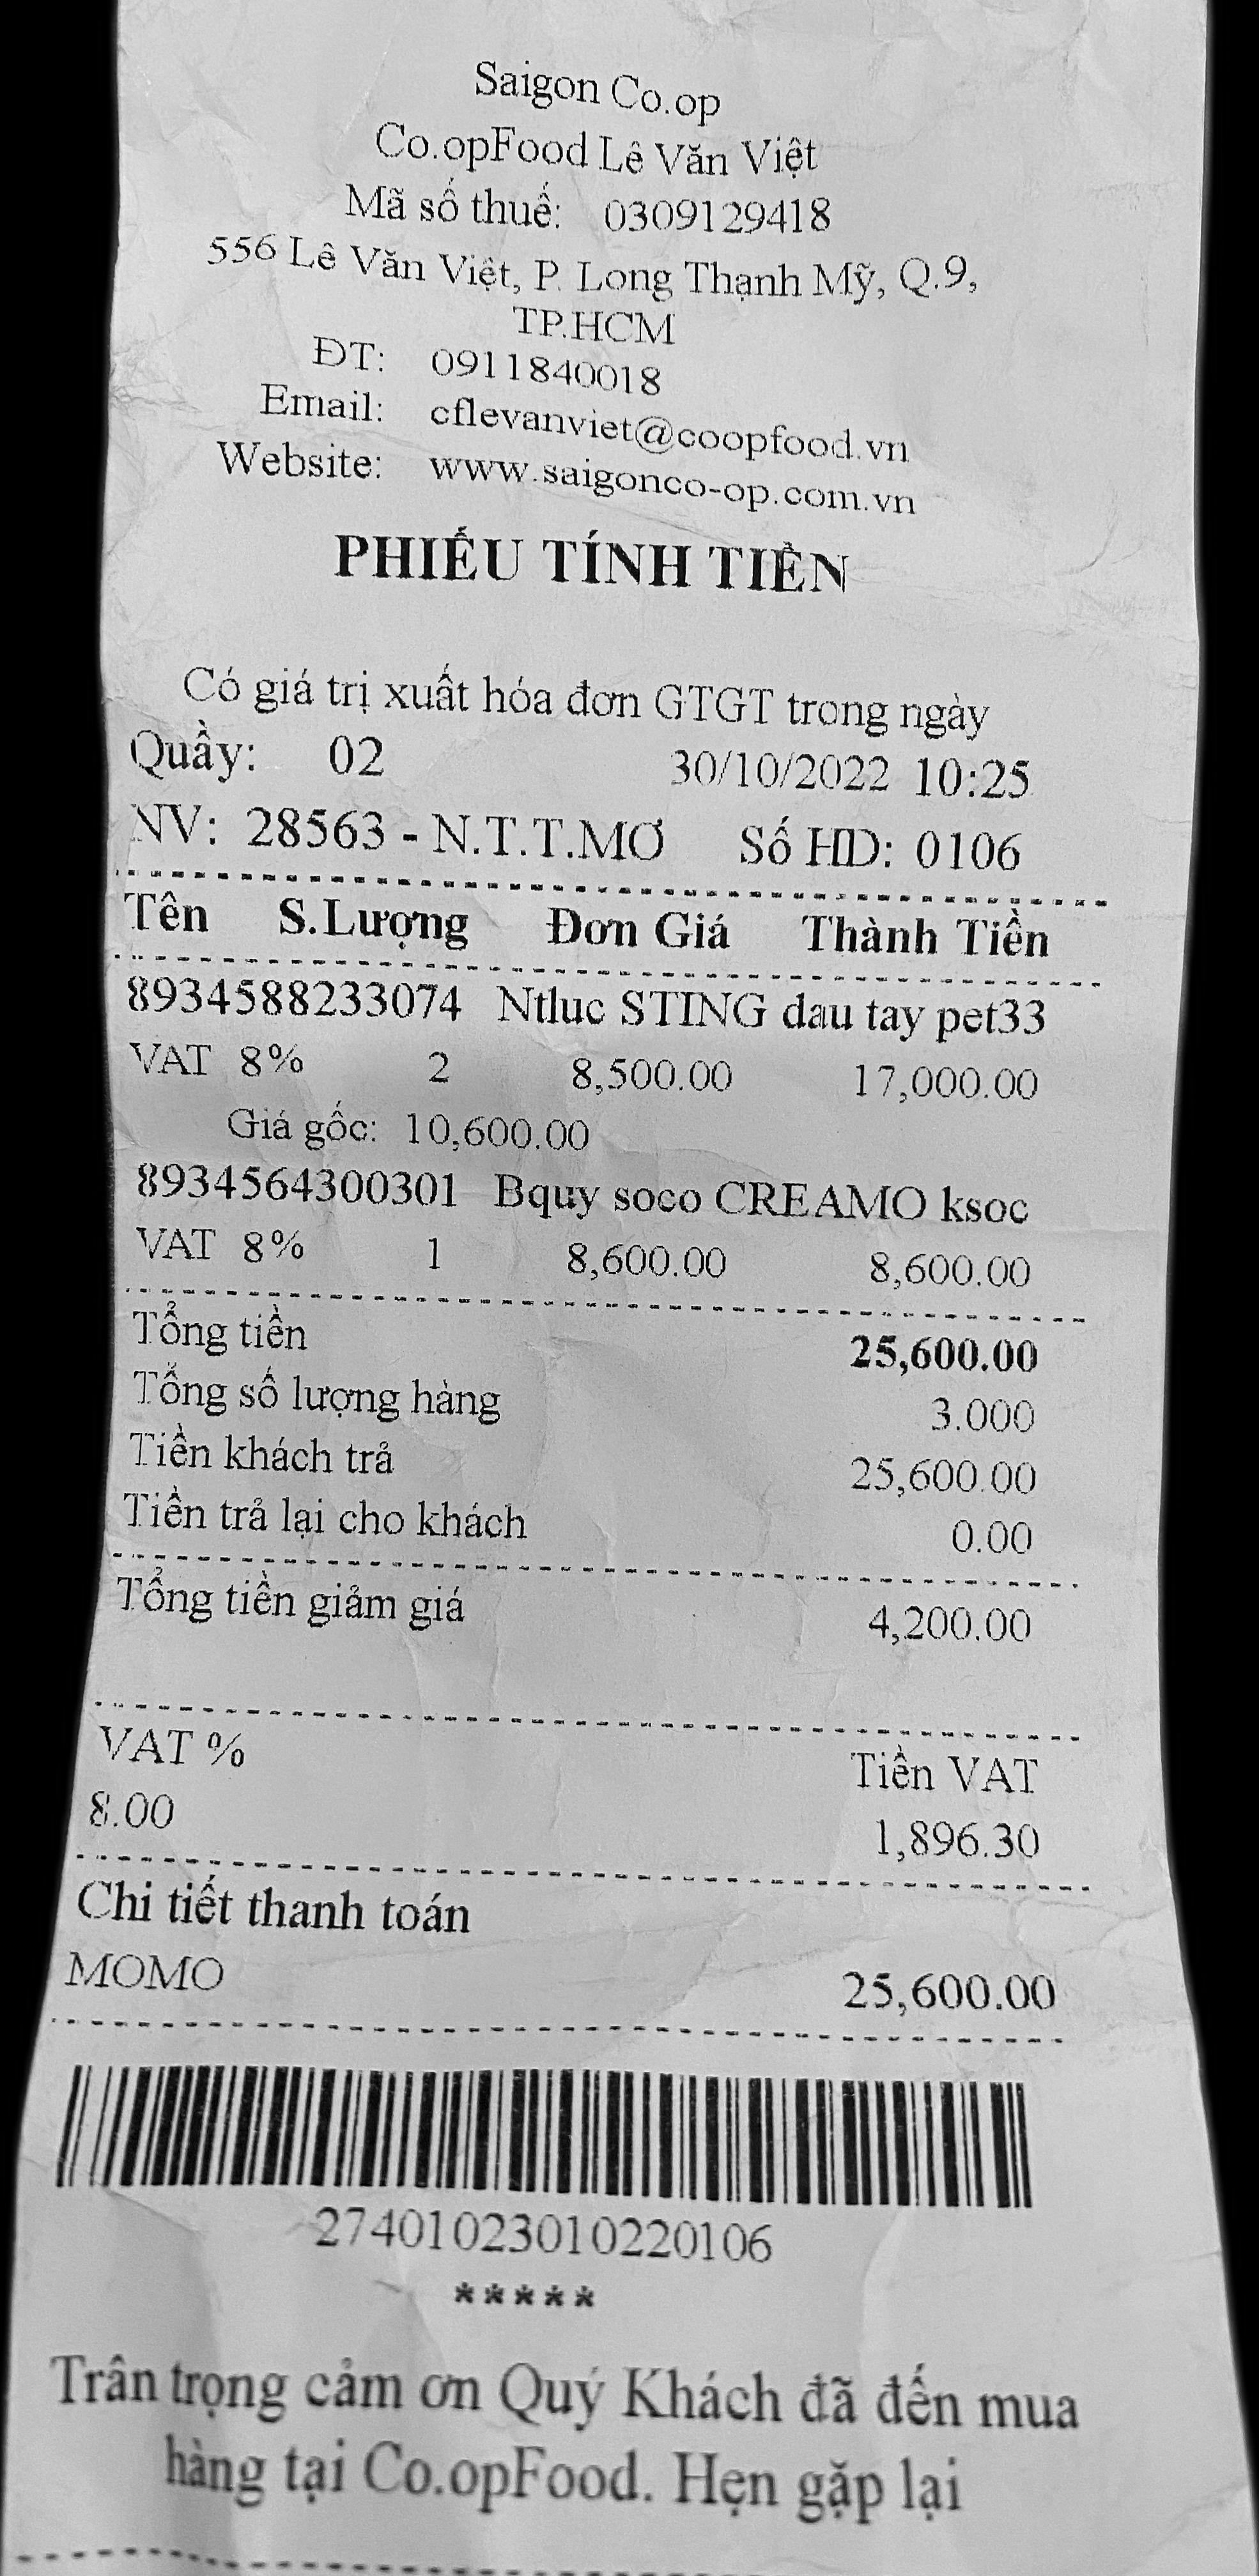 Saigon Co.op
Co.opFood Lê Văn Việt
Mã số thuế: 0309129418
556 Lê Văn Việt, P. Long Thạnh Mỹ, Q.9,
TP.HCM
ĐT: 0911840018
Email: cflevanviet@coopfood.vn
Website: www.saigonco-op.com.vn
PHIẾU TÍNH TIỀN
Có giá trị xuất hóa đơn GTGT trong ngày
Quầy: 02 30/10/2022 10:25
NV: 28563 - N.T.T.MƠ Số HD: 0106
Tên S.Lượng Đơn Giá Thành Tiền
8934588233074 Ntluc STING dau tay pet33
VAT 8% 2 8,500.00 17,000.00
Giá gốc: 10,600.00
8934564300301 Bquy soco CREAMO ksoc
VAT 8% 1 8,600.00 8,600.00
Tổng tiền 25,600.00
Tổng số lượng hàng 3.000
Tiền khách trả 25,600.00
Tiền trả lại cho khách 0.00
Tổng tiền giảm giá 4,200.00
VAT % Tiền VAT
8.00 1,896.30
Chi tiết thanh toán
MOMO 25,600.00
27401023010220106
*****
Trân trọng cảm ơn Quý Khách đã đến mua
hàng tại Co.opFood. Hẹn gặp lại